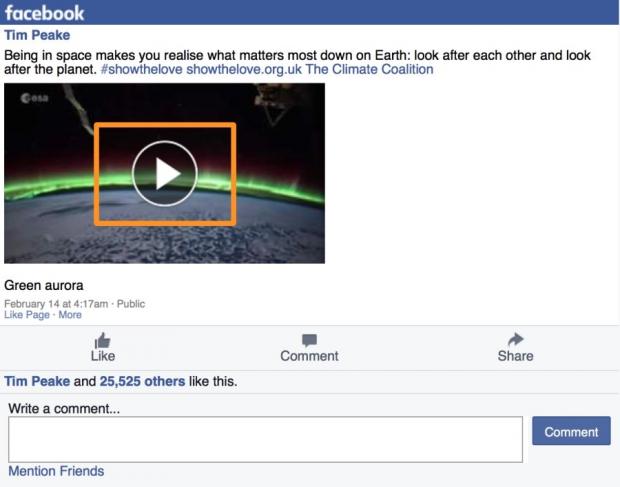 facebook
Tim Peake
Being in space makes you realise what matters most down on Earth: look after each other and look
after the planet. #showthelove showthelove.org.uk The Climate Coalition
esa
Green aurora
February 14 at 4:17am · Public
Like Page · More
Like Comment Share
Tim Peake and 25,525 others like this.
Write a comment...
Comment
Mention Friends